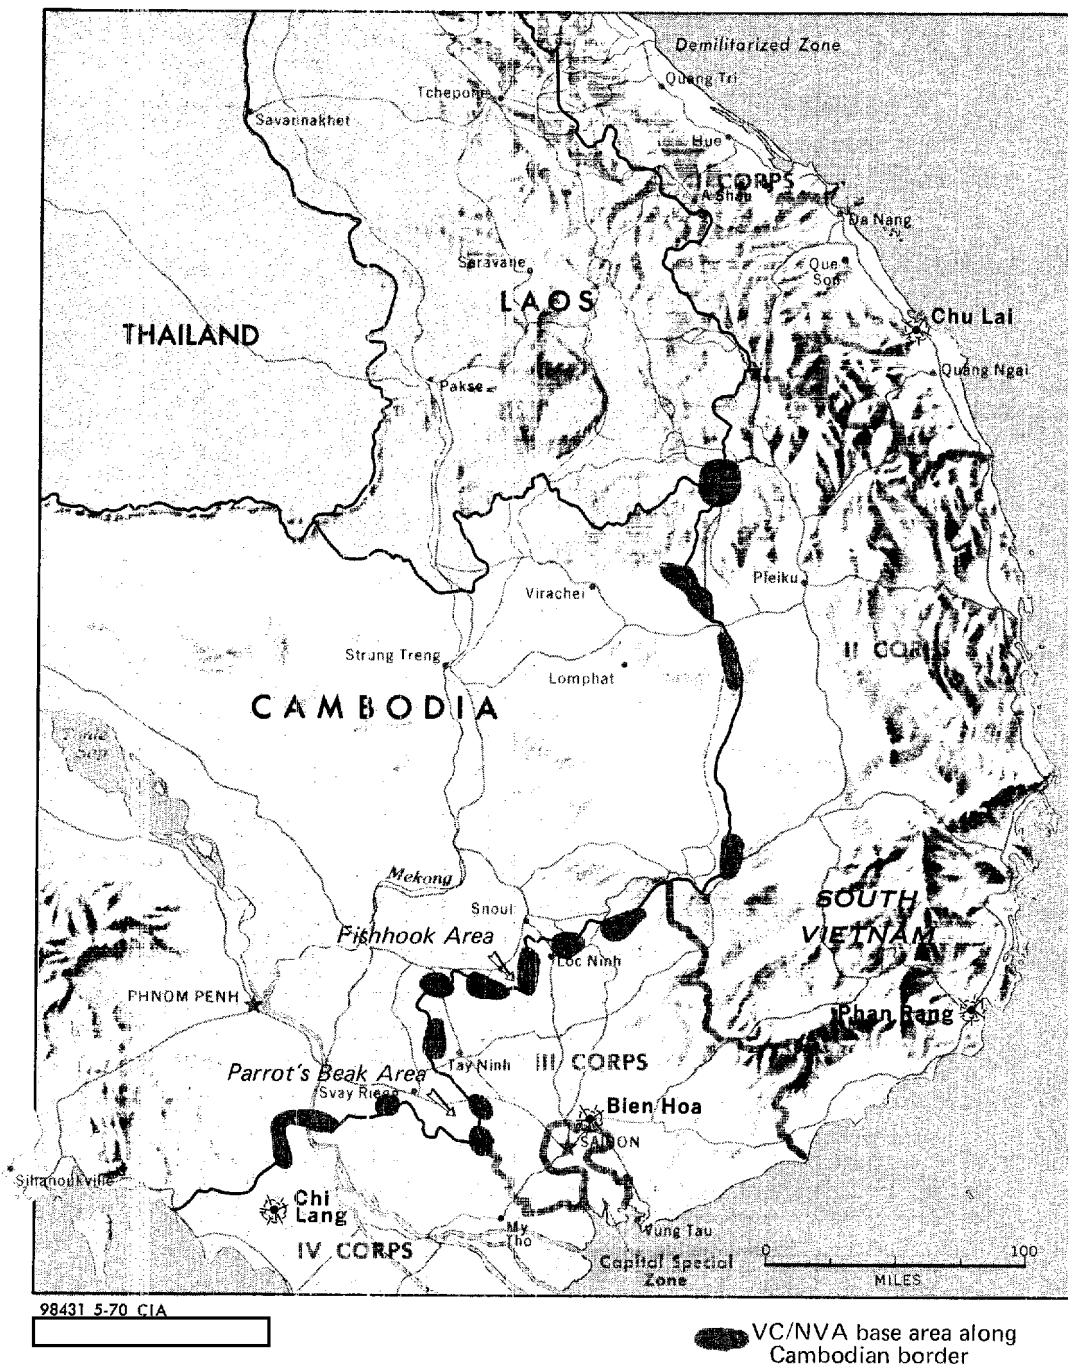 Demilitarized Zone
Quang Tri
Tchepone
Savannakhet
Hue
I CORPS
A Shau
Da Nang
Saravane
Que
Son
LAOS
Chu Lai
THAILAND
Quang Ngai
Pakse
Pleiku
Virachei
II CORPS
Strung Treng
Lomphat
CAMBODIA
Tonle
Sap
Mekong
SOUTH
VIETNAM
Snoul
Fishhook Area
Loc Ninh
PHNOM PENH
Phan Rang
III CORPS
Tay Ninh
Parrot's Beak Area
Svay Rieng
Bien Hoa
SAIGON
Sihanoukville
Chi
Lang
My
Tho
Vung Tau
IV CORPS
Capital Special
Zone
0 100
MILES
98431 5-70 CIA
VC/NVA base area along
Cambodian border